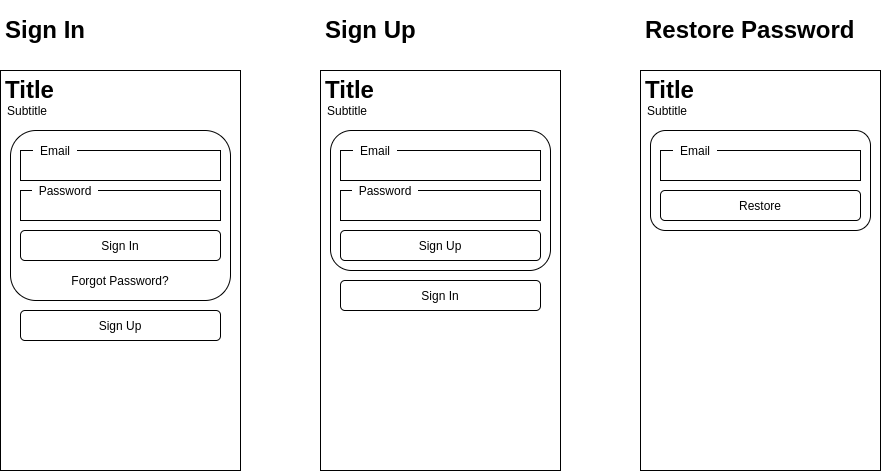 Sign In
Title
Subtitle
Email
Password
Sign In
Forgot Password?
Sign Up
Sign Up
Title
Subtitle
Email
Password
Sign Up
Sign In
Restore Password
Title
Subtitle
Email
Restore